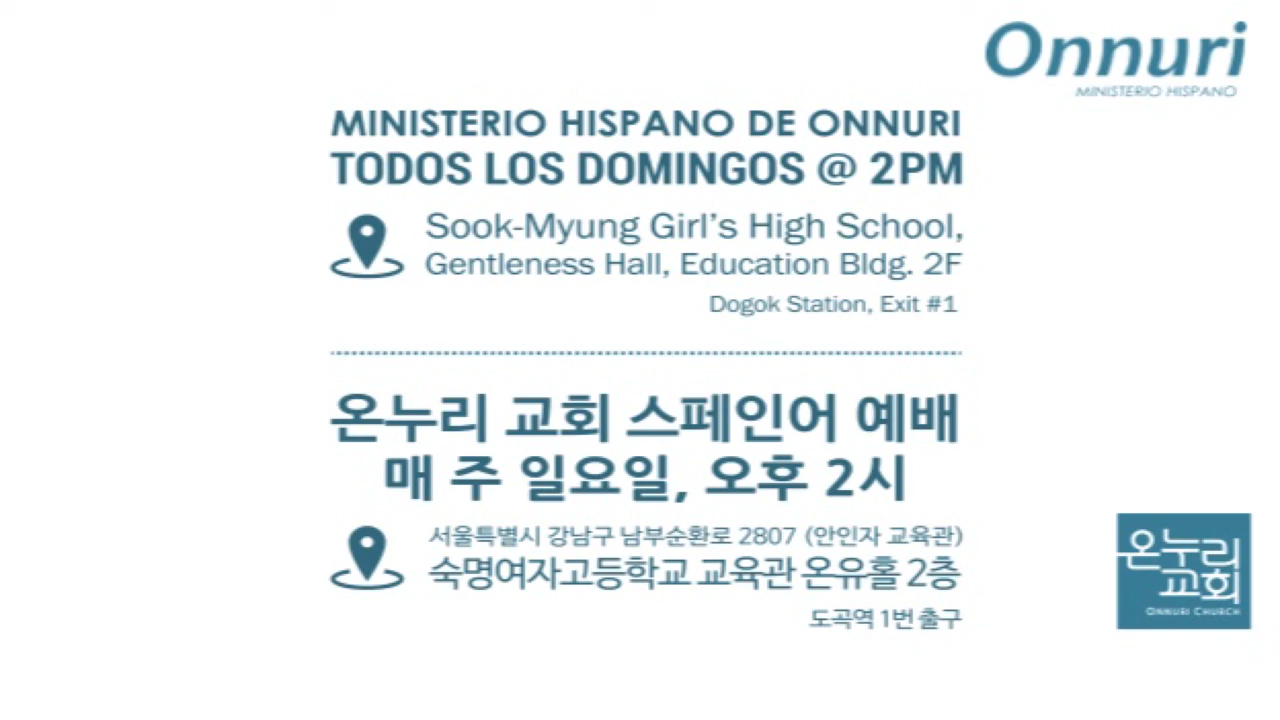 Onnuri
MINISTERIO HISPANO
MINISTERIO HISPANO DE ONNURI
TODOS LOS DOMINGOS @ 2PM
Sook-Myung Girl's High School,
Gentleness Hall, Education Bldg. 2F
Dogok Station, Exit #1
온누리 교회 스페인어 예배
매 주 일요일, 오후 2시
서울특별시 강남구 남부순환로 2807 (안인자 교육관)
숙명여자고등학교 교육관 온유홀 2층
도곡역 1번 출구
온누리
교회
ONNURI CHURCH